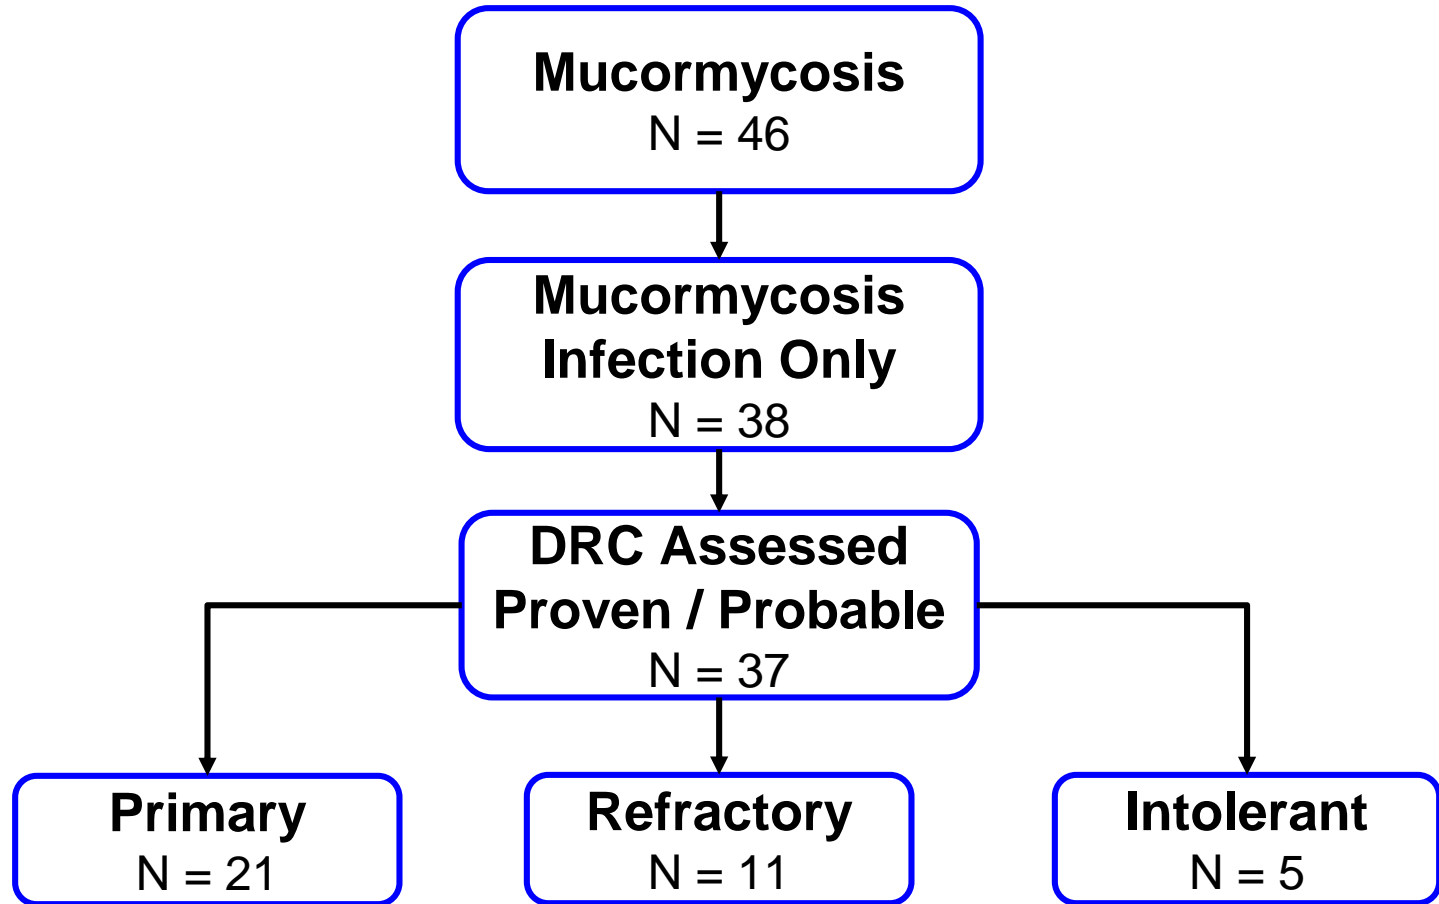 Mucormycosis
N = 46
Mucormycosis
Infection Only
N = 38
DRC Assessed
Proven / Probable
N = 37
Primary
N = 21
Refractory
N = 11
Intolerant
N = 5